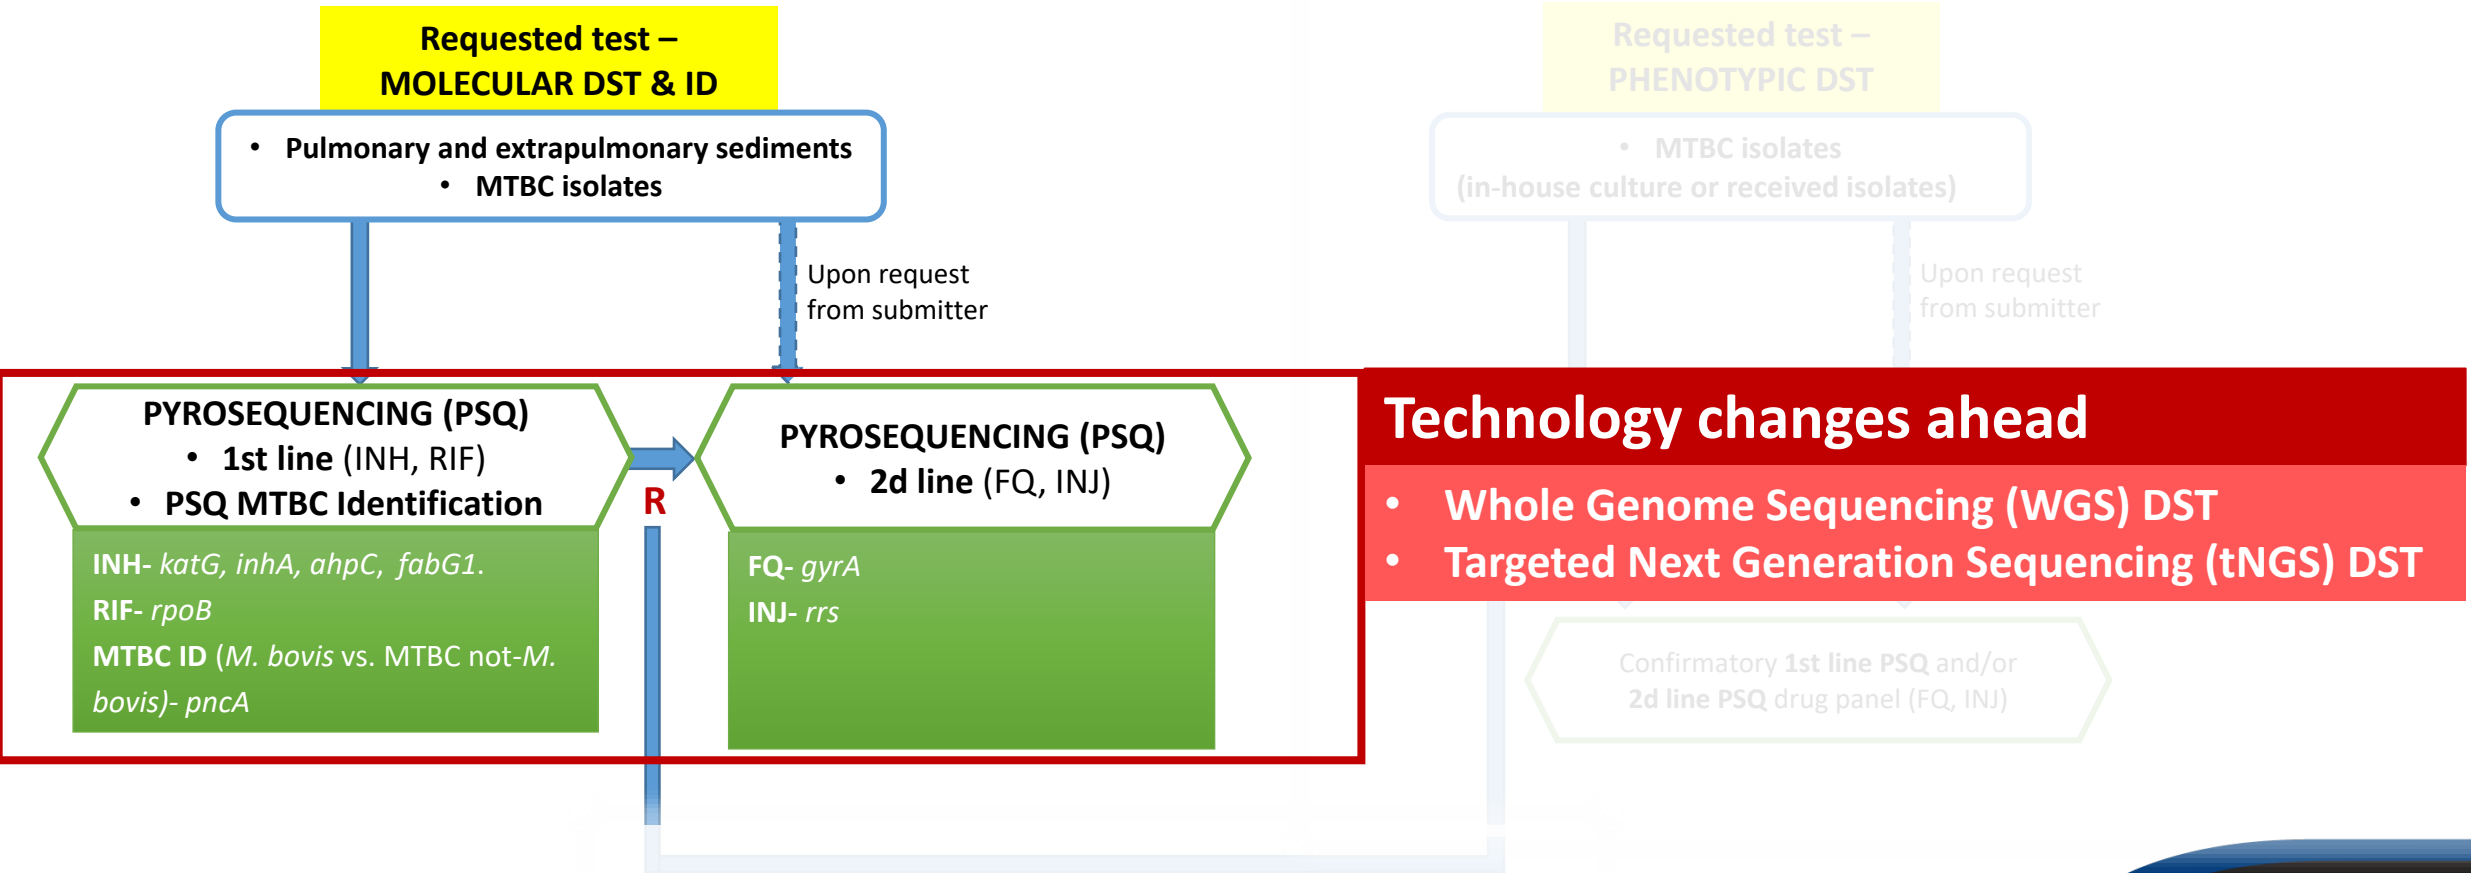 Requested test –
MOLECULAR DST & ID
• Pulmonary and extrapulmonary sediments
• MTBC isolates
Upon request
from submitter
PYROSEQUENCING (PSQ)
• 1st line (INH, RIF)
• PSQ MTBC Identification
INH- katG, inhA, ahpC, fabG1.
RIF- rpoB
MTBC ID (M. bovis vs. MTBC not-M.
bovis)- pncA
R
PYROSEQUENCING (PSQ)
• 2d line (FQ, INJ)
FQ- gyrA
INJ- rrs
Requested test –
PHENOTYPIC DST
• MTBC isolates
(in-house culture or received isolates)
Upon request
from submitter
Technology changes ahead
• Whole Genome Sequencing (WGS) DST
• Targeted Next Generation Sequencing (tNGS) DST
Confirmatory 1st line PSQ and/or
2d line PSQ drug panel (FQ, INJ)